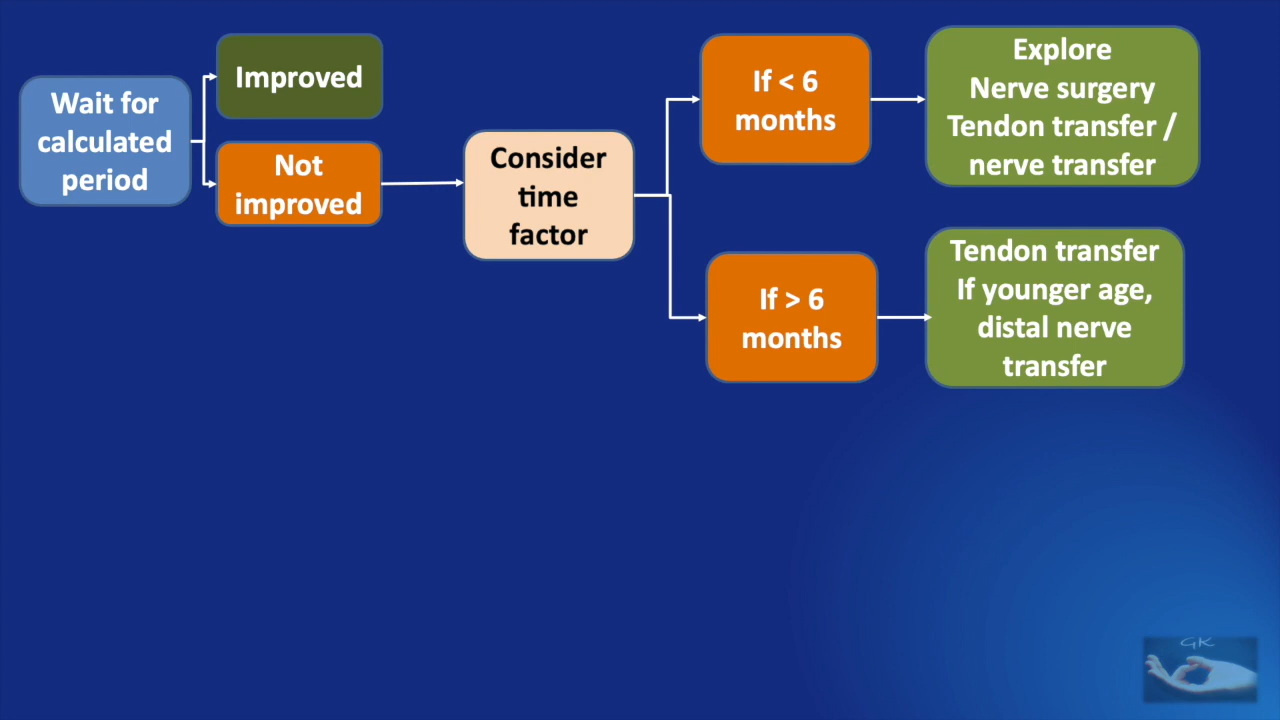 Wait for
calculated
period
Improved
Not
improved
Consider
time
factor
If < 6
months
Explore
Nerve surgery
Tendon transfer /
nerve transfer
If > 6
months
Tendon transfer
If younger age,
distal nerve
transfer
GK